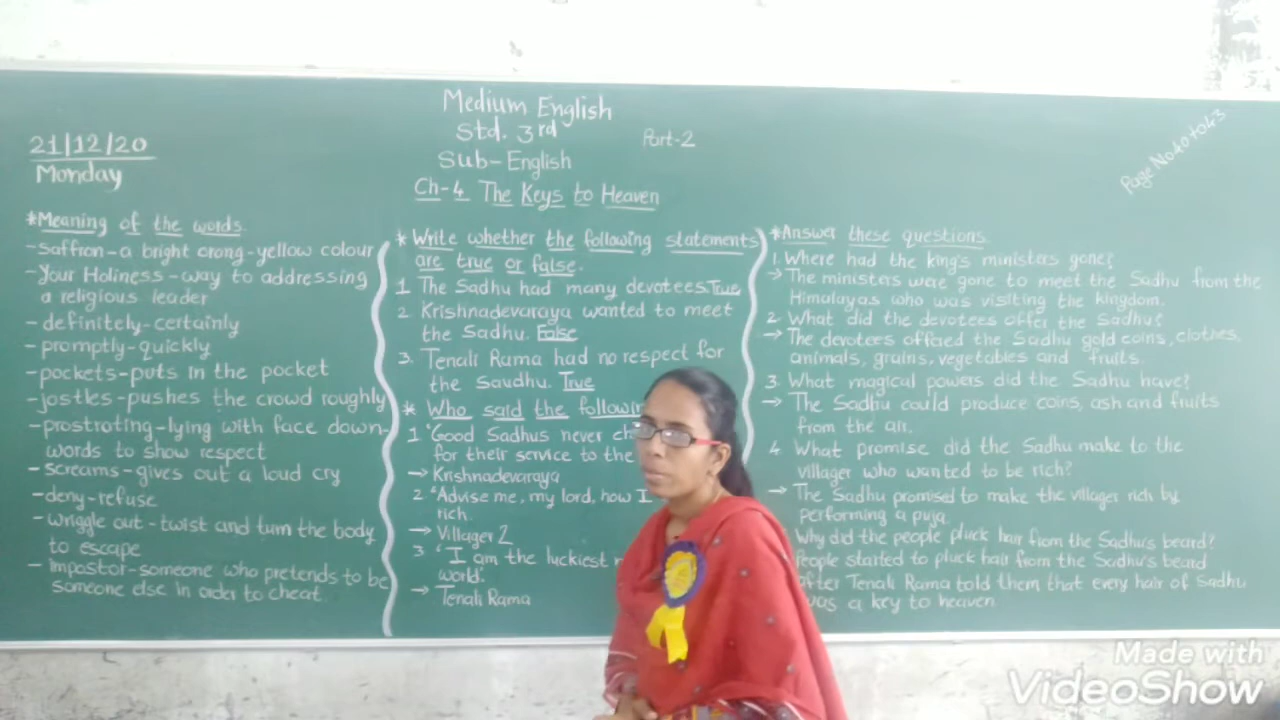 Medium English
Std. 3rd
Part-2
Sub-English
Ch-4 The Keys to Heaven
21/12/20
Monday
Page No 40 to 43
*Meaning of the words.
-Saffron-a bright orang-yellow colour
-Your Holiness-way to addressing
a religious leader
-definitely-certainly
-promptly-quickly
-pockets-puts in the pocket
-jostles-pushes the crowd roughly
-prostrating-lying with face down-
words to show respect
-screams-gives out a loud cry
-deny-refuse
-wriggle out-twist and turn the body
to escape
-impostor-someone who pretends to be
someone else in order to cheat.
* Write whether the following statements
are true or false.
1 The Sadhu had many devotees. True
2 Krishnadevaraya wanted to meet
the Sadhu. False
3. Tenali Rama had no respect for
the Saudhu. True
* Who said the
1 'Good Sadhus never
for their service to the
→ Krishnadevaraya
2 'Advise me, my lord, how I
rich.
→ Villager 2
3 'I am the luckiest
world'.
→ Tenali Rama
*Answer these questions.
1. Where had the king's ministers gone?
→ The ministers were gone to meet the Sadhu from the
Himalayas who was visiting the kingdom.
2. What did the devotees offer the Sadhu?
→ The devotees offaed the Sadhu gold coins, clothes,
animals, grains, vegetables and fruits.
3. What magical powers did the Sadhu have?
→ The Sadhu could produce coins, ash and fruits
from the air.
4 What promise did the Sadhu make to the
villager who wanted to be rich?
→ The Sadhu promised to make the villager rich by
performing a puja.
Why did the people pluck hair from the Sadhu's beard?
People started to pluck hair from the Sadhu's beard
after Tenali Rama told them that every hair of Sadhu
was a key to heaven
Made with
VideoShow